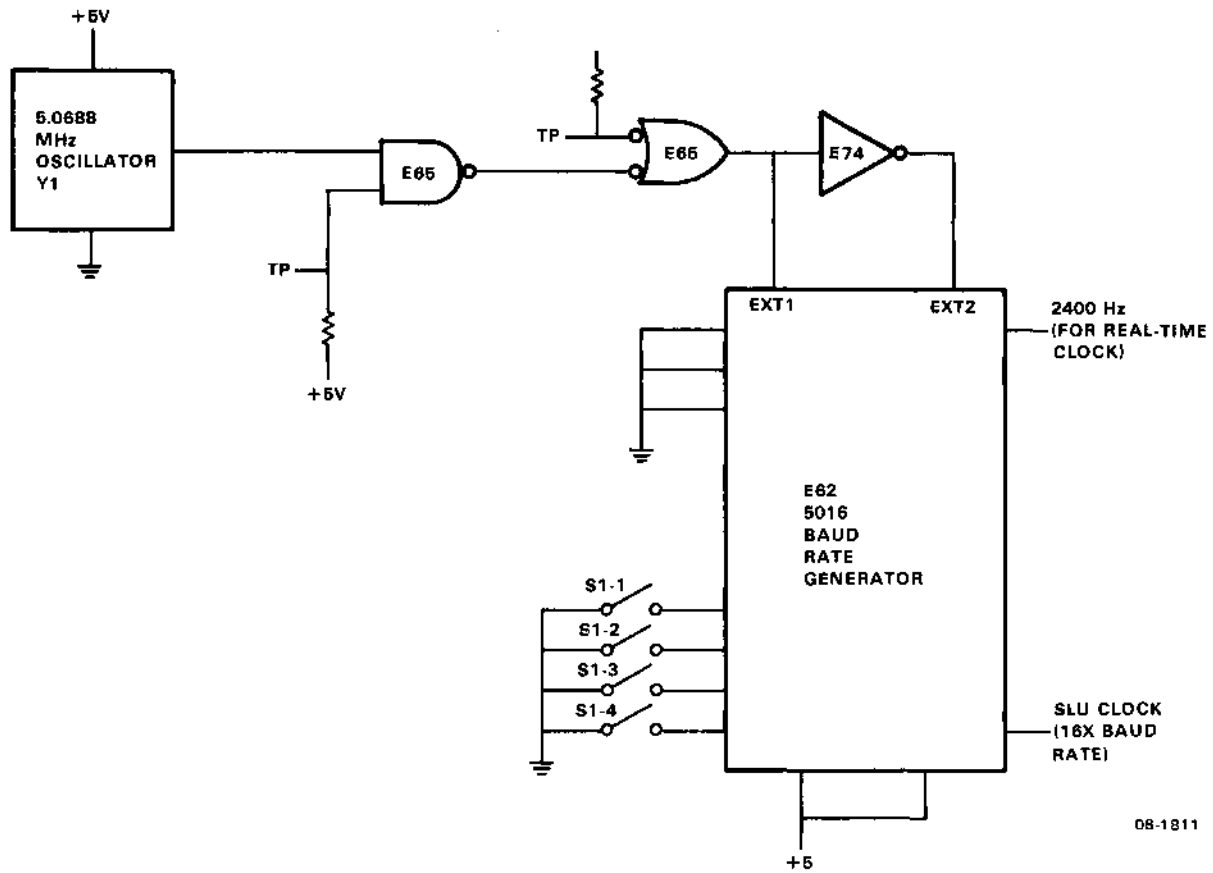 +5V
5.0688
MHz
OSCILLATOR
Y1
TP
E65
TP
+5V
E65
E74
EXT1
EXT2
2400 Hz
(FOR REAL-TIME
CLOCK)
E62
5016
BAUD
RATE
GENERATOR
S1-1
S1-2
S1-3
S1-4
SLU CLOCK
(16X BAUD
RATE)
+5
08-1811